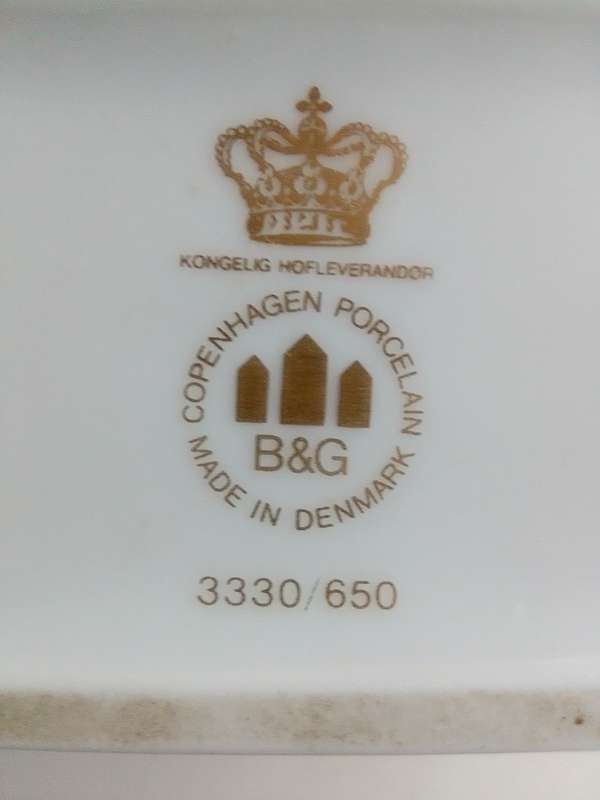 KONGELIG HOFLEVERANDØR
COPENHAGEN PORCELAIN
B&G
MADE IN DENMARK
3330/650